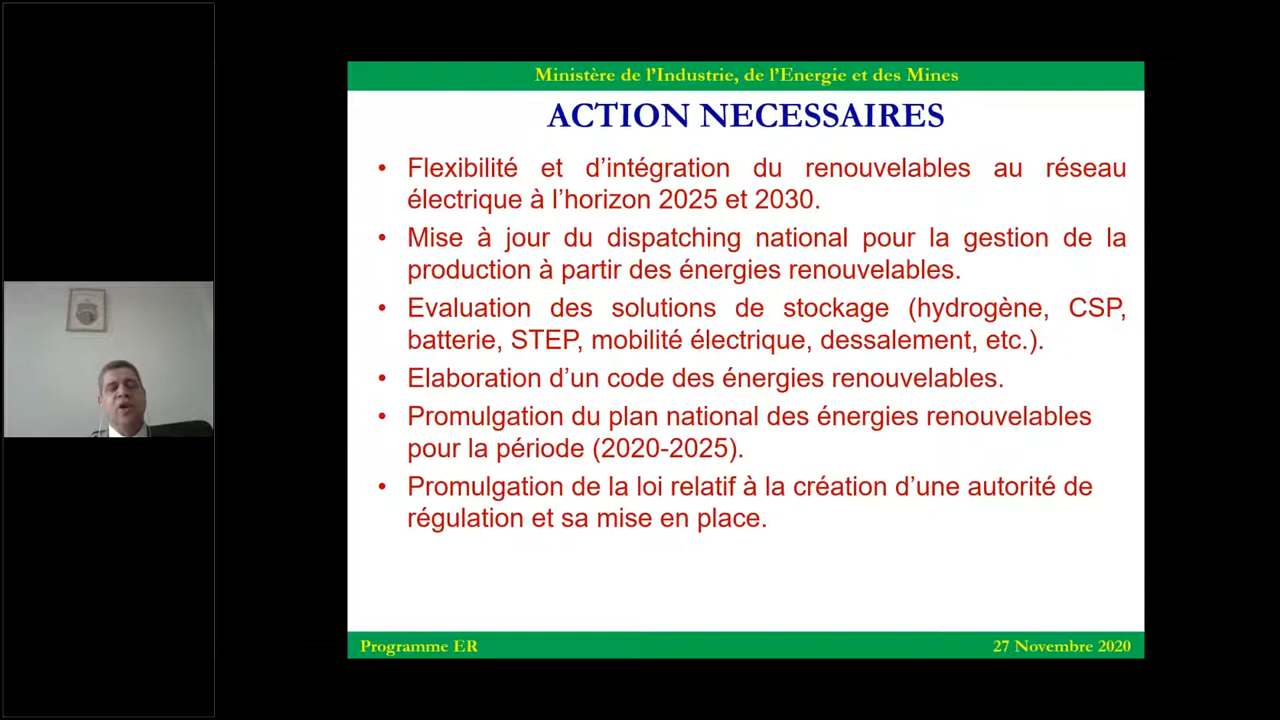 Ministère de l'Industrie, de l'Energie et des Mines
ACTION NECESSAIRES
• Flexibilité et d'intégration du renouvelables au réseau
électrique à l'horizon 2025 et 2030.
• Mise à jour du dispatching national pour la gestion de la
production à partir des énergies renouvelables.
• Evaluation des solutions de stockage (hydrogène, CSP,
batterie, STEP, mobilité électrique, dessalement, etc.).
• Elaboration d'un code des énergies renouvelables.
• Promulgation du plan national des énergies renouvelables
pour la période (2020-2025).
• Promulgation de la loi relatif à la création d'une autorité de
régulation et sa mise en place.
Programme ER
27 Novembre 2020